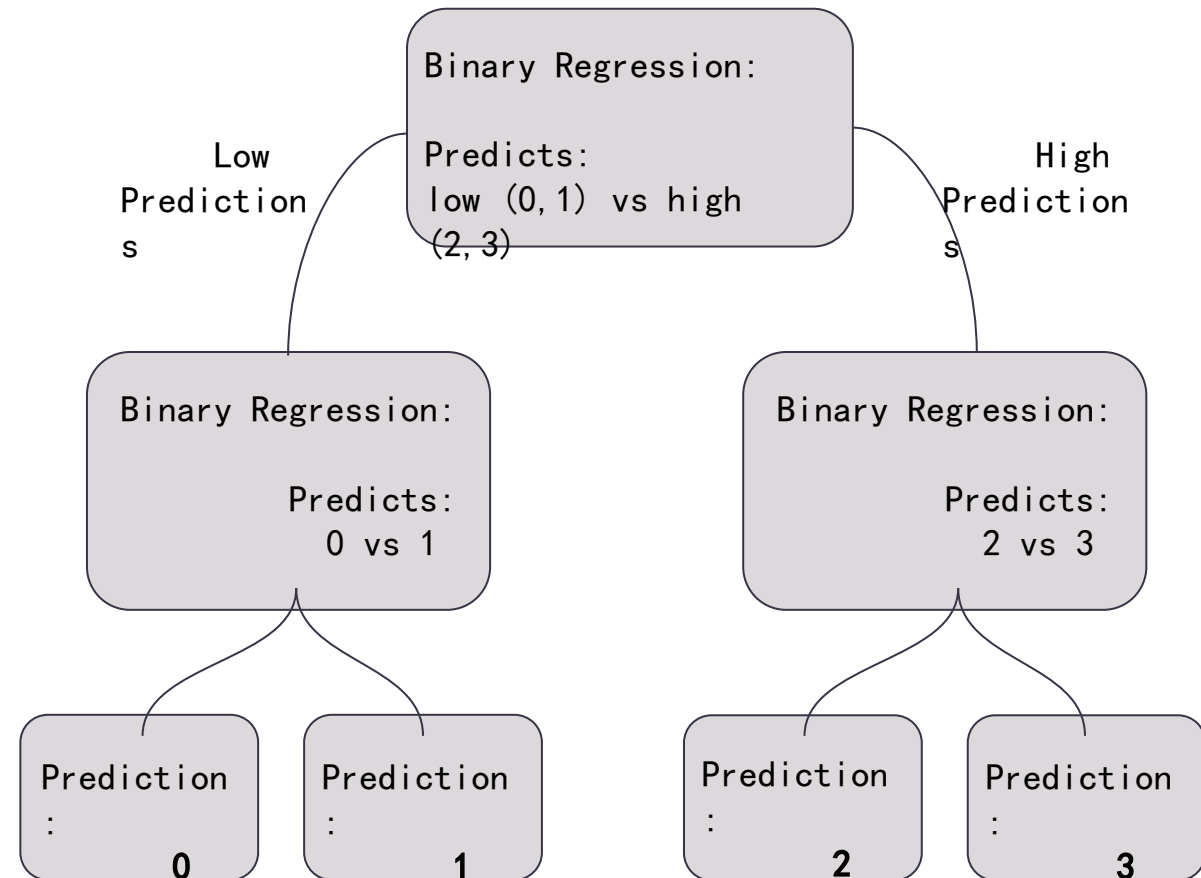 Binary Regression:
Predicts:
low (0,1) vs high
(2,3)
Low
Prediction
s
High
Prediction
s
Binary Regression:
Predicts:
0 vs 1
Binary Regression:
Predicts:
2 vs 3
Prediction
:
0
Prediction
:
1
Prediction
:
2
Prediction
:
3